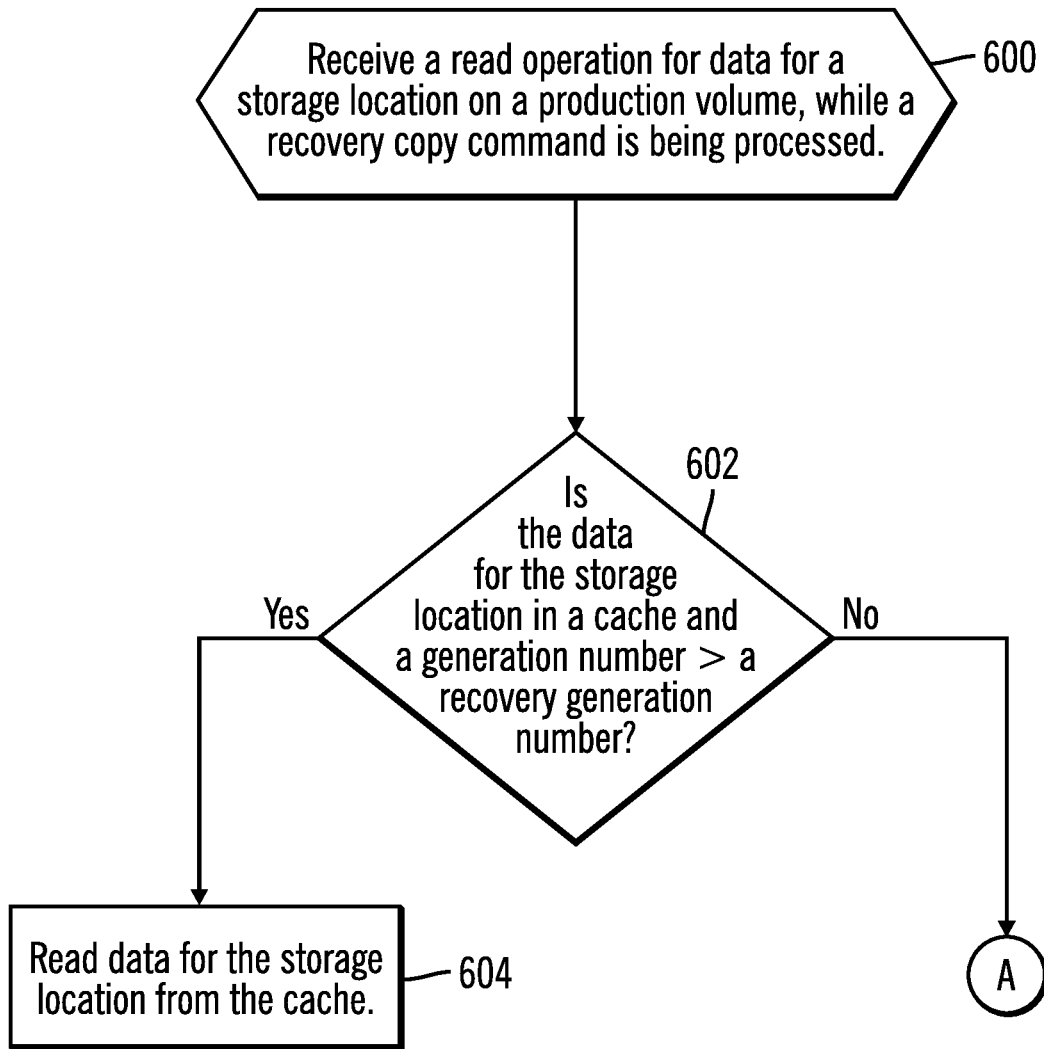 Receive a read operation for data for a
storage location on a production volume, while a
recovery copy command is being processed.
600
602
Is
the data
for the storage
location in a cache and
a generation number > a
recovery generation
number?
Yes
No
Read data for the storage
location from the cache.
604
A